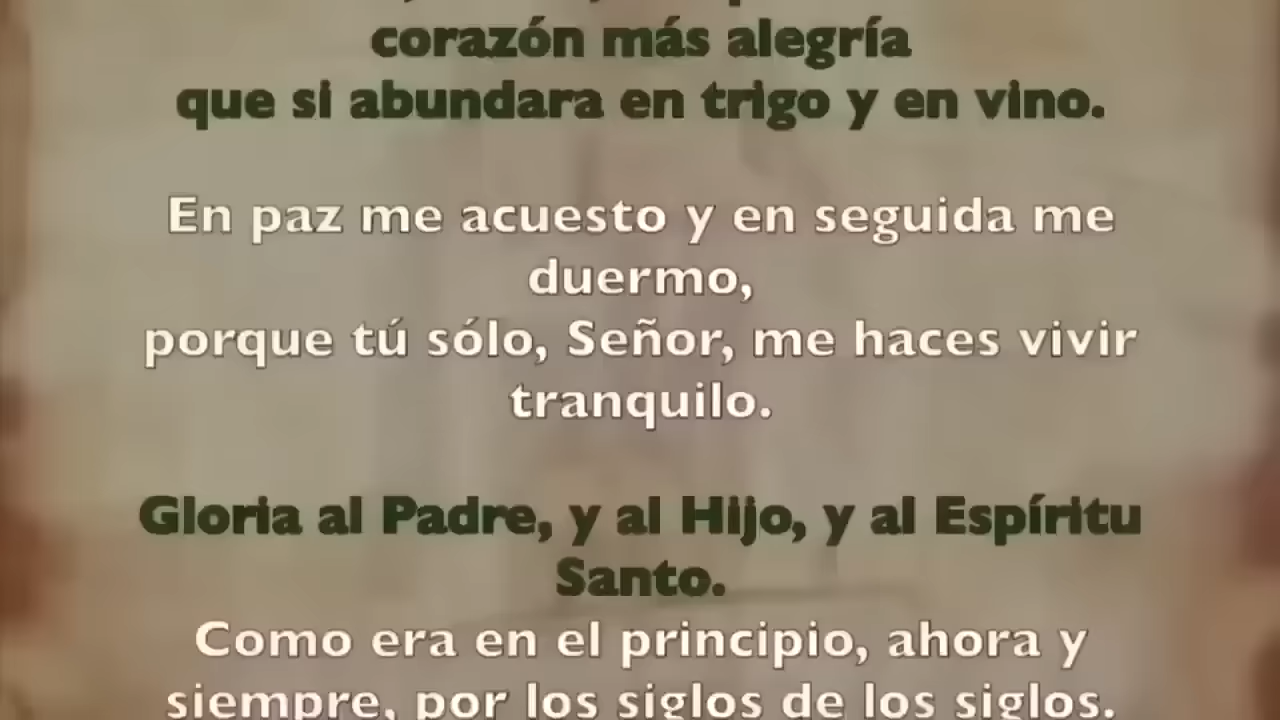 corazón más alegría
que si abundara en trigo y en vino.
En paz me acuesto y en seguida me
duermo,
porque tú sólo, Señor, me haces vivir
tranquilo.
Gloria al Padre, y al Hijo, y al Espíritu
Santo.
Como era en el principio, ahora y
siempre, por los siglos de los siglos.